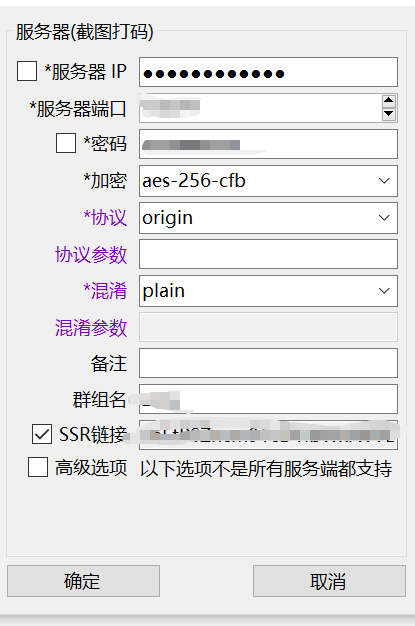 服务器(截图打码)
*服务器 IP ●●●●●●●●●●●●
*服务器端口
*密码
*加密 aes-256-cfb
*协议 origin
协议参数
*混淆 plain
混淆参数
备注
群组名
SSR链接
高级选项 以下选项不是所有服务端都支持
确定 取消